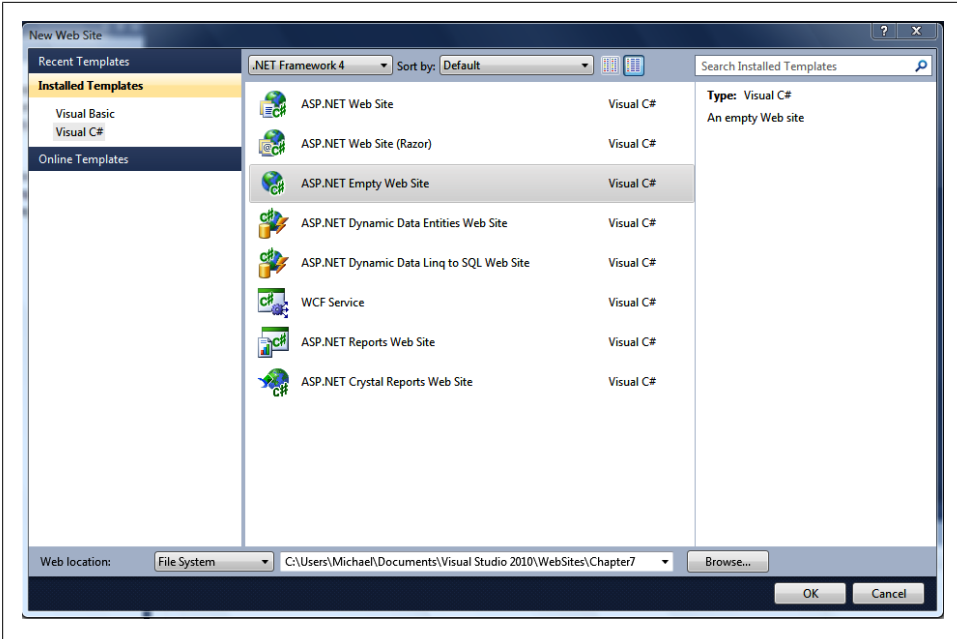 New Web Site
? x
Recent Templates
Installed Templates
Visual Basic
Visual C#
Online Templates
.NET Framework 4 Sort by: Default
Search Installed Templates
ASP.NET Web Site Visual C#
ASP.NET Web Site (Razor) Visual C#
ASP.NET Empty Web Site Visual C#
ASP.NET Dynamic Data Entities Web Site Visual C#
ASP.NET Dynamic Data Linq to SQL Web Site Visual C#
WCF Service Visual C#
ASP.NET Reports Web Site Visual C#
ASP.NET Crystal Reports Web Site Visual C#
Type: Visual C#
An empty Web site
Web location: File System C:\Users\Michael\Documents\Visual Studio 2010\WebSites\Chapter7 Browse...
OK Cancel